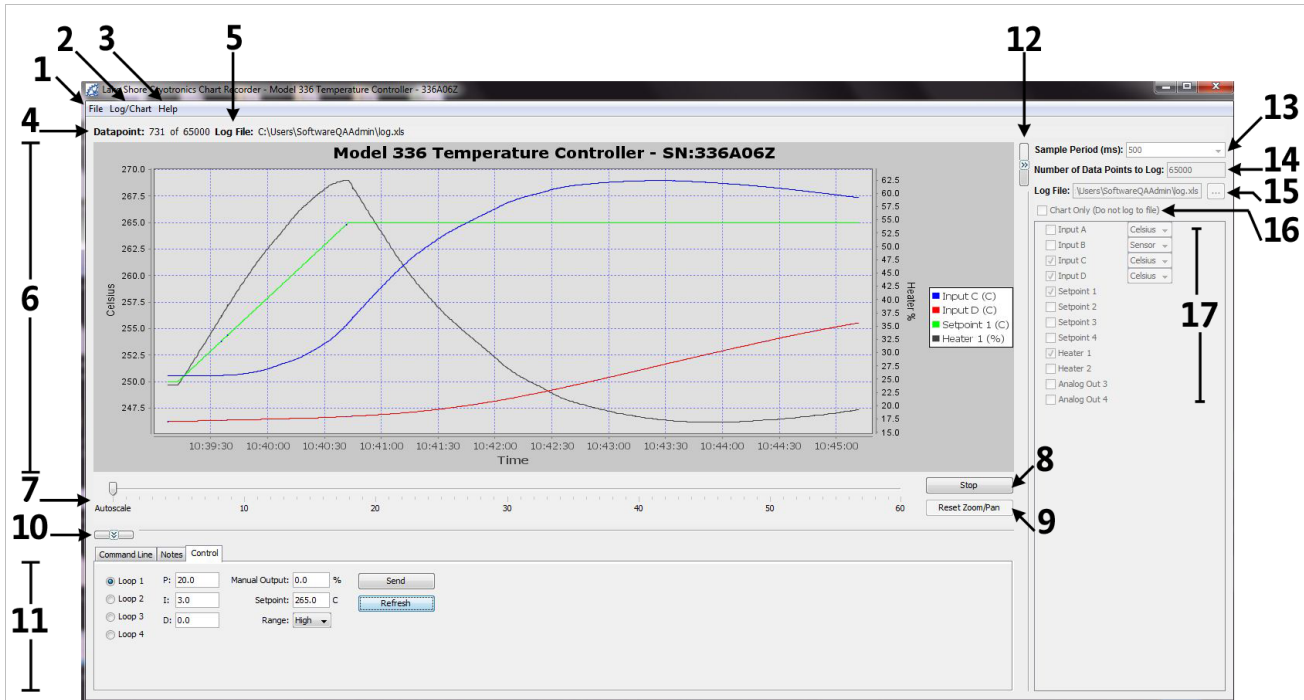 5
12
2
3
1
Lake Shore Cryotronics Chart Recorder - Model 336 Temperature Controller - 336A06Z
File Log/Chart Help
4
Datapoint: 731 of 65000 Log File: C:\Users\SoftwareQAAdmin\log.xls
13
Sample Period (ms): 500
Model 336 Temperature Controller - SN:336A06Z
14
Number of Data Points to Log: 65000
15
Log File: \Users\SoftwareQAAdmin\log.xls ...
16
Chart Only (Do not log to file)
6
Celsius
270.0
267.5
265.0
262.5
260.0
257.5
255.0
252.5
250.0
247.5
62.5
60.0
57.5
55.0
52.5
50.0
47.5
45.0
42.5
40.0
37.5
35.0
32.5
30.0
27.5
25.0
22.5
20.0
17.5
15.0
Heater %
Input C (C)
Input D (C)
Setpoint 1 (C)
Heater 1 (%)
10:39:30 10:40:00 10:40:30 10:41:00 10:41:30 10:42:00 10:42:30 10:43:00 10:43:30 10:44:00 10:44:30 10:45:00
Time
Input A Celsius
Input B Sensor
Input C Celsius
Input D Celsius
Setpoint 1
Setpoint 2
Setpoint 3
Setpoint 4
Heater 1
Heater 2
Analog Out 3
Analog Out 4
17
7
Autoscale 10 20 30 40 50 60
8
Stop
9
Reset Zoom/Pan
10
Command Line Notes Control
11
Loop 1 P: 20.0 Manual Output: 0.0 % Send
Loop 2 I: 3.0 Setpoint: 265.0 C Refresh
Loop 3 D: 0.0 Range: High
Loop 4